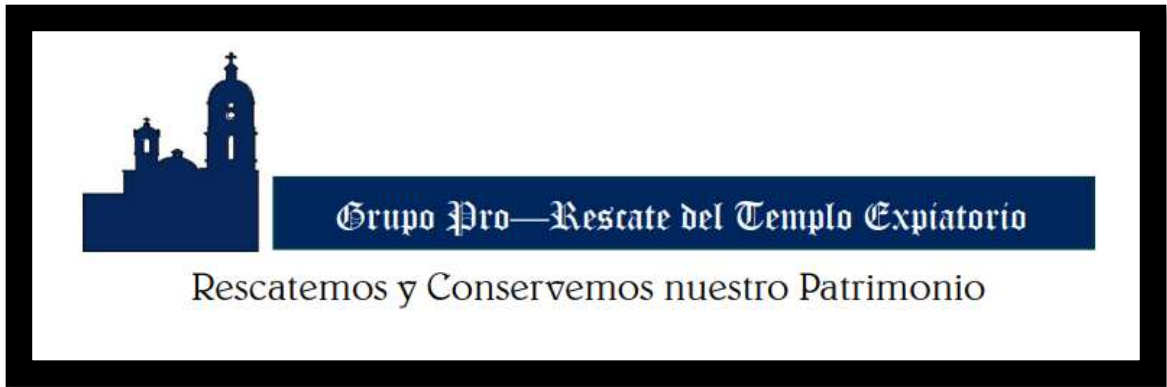 Grupo Pro—Rescate del Templo Expiatorio
Rescatemos y Conservemos nuestro Patrimonio